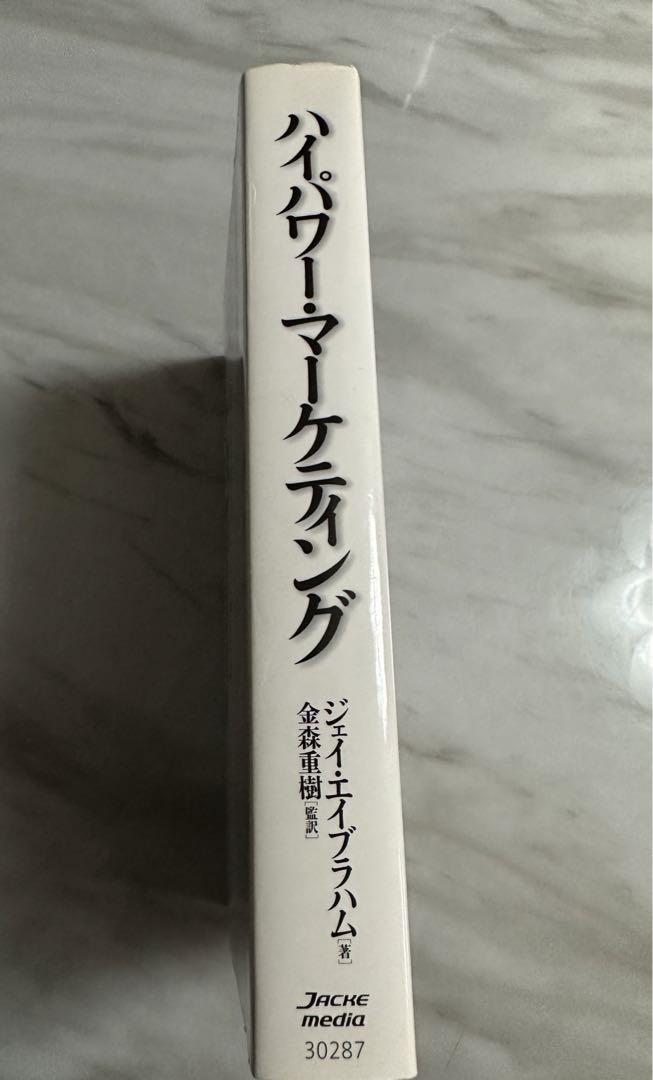 ハイパワー・マーケティング
ジェイ・エイブラハム[著]
金森重樹[監訳]
JACKE
media
30287